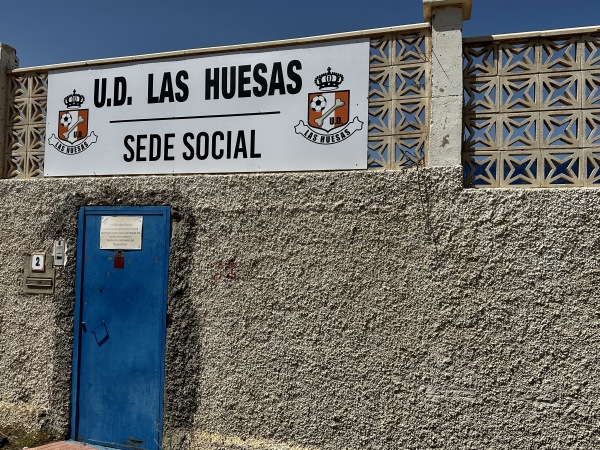 U.D. LAS HUESAS
SEDE SOCIAL
LAS HUESAS
U.D.
LAS HUESAS
2